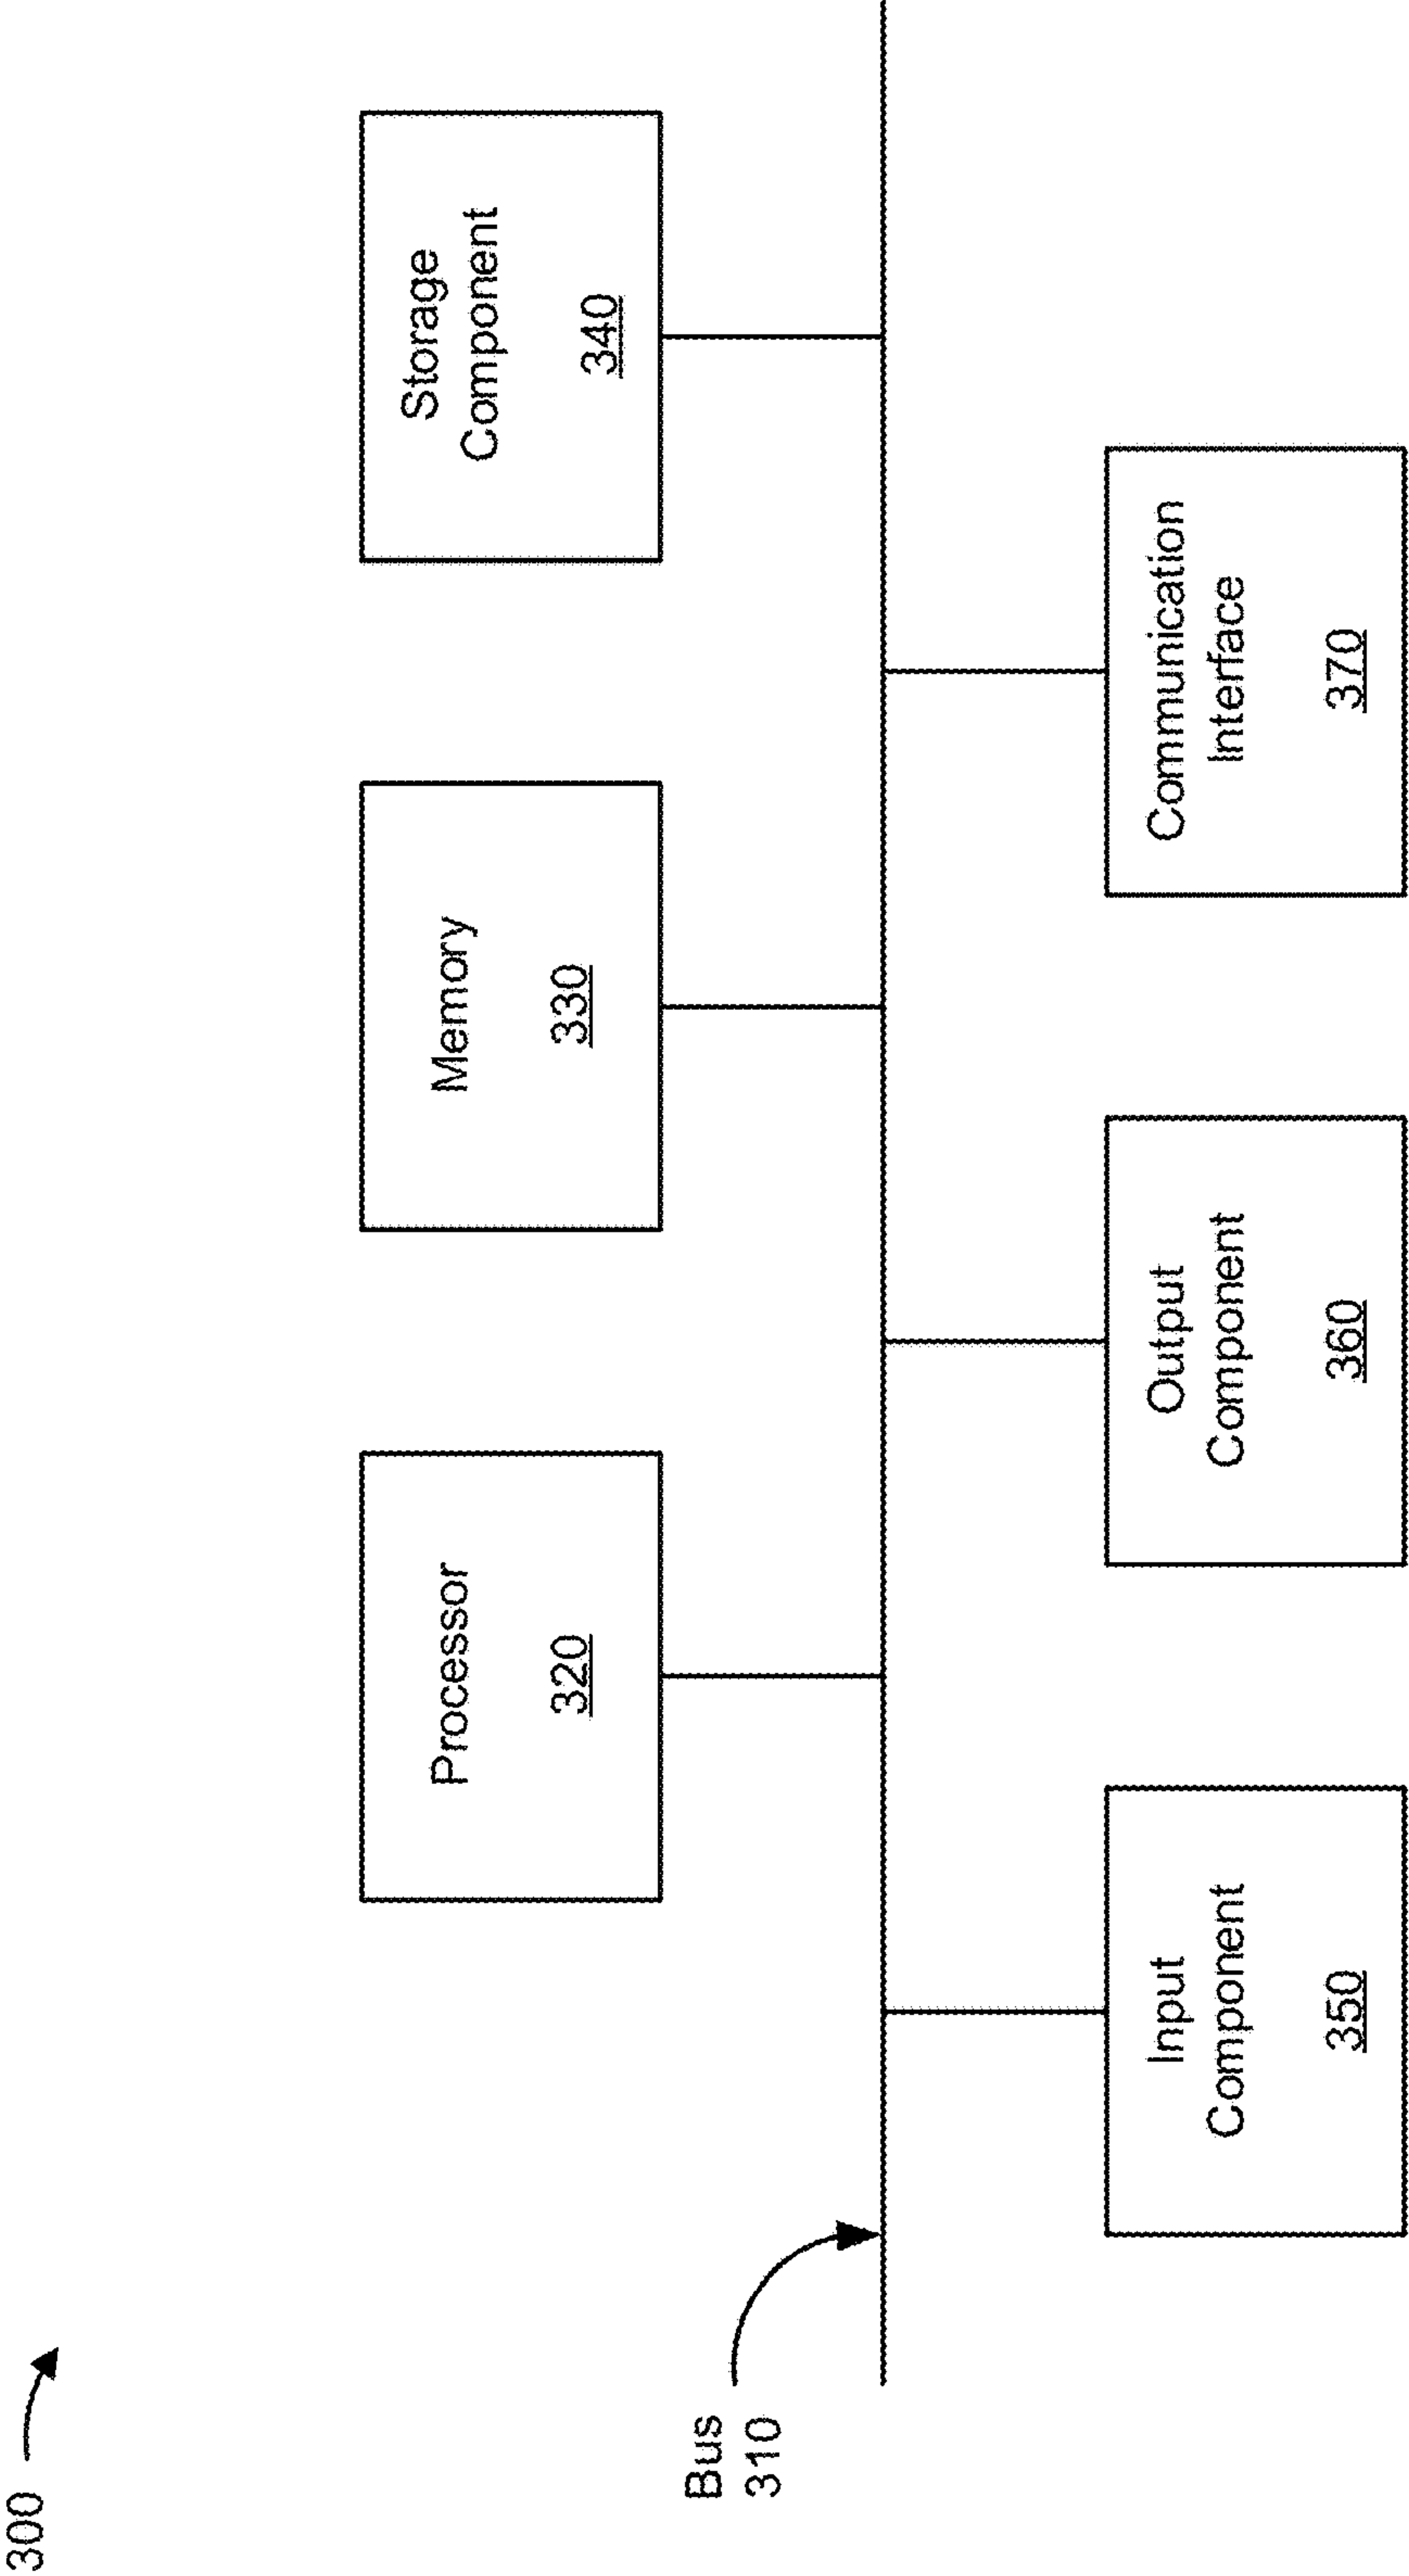 300
Bus
310
Processor
320
Memory
330
Storage
Component
340
Input
Component
350
Output
Component
360
Communication
Interface
370